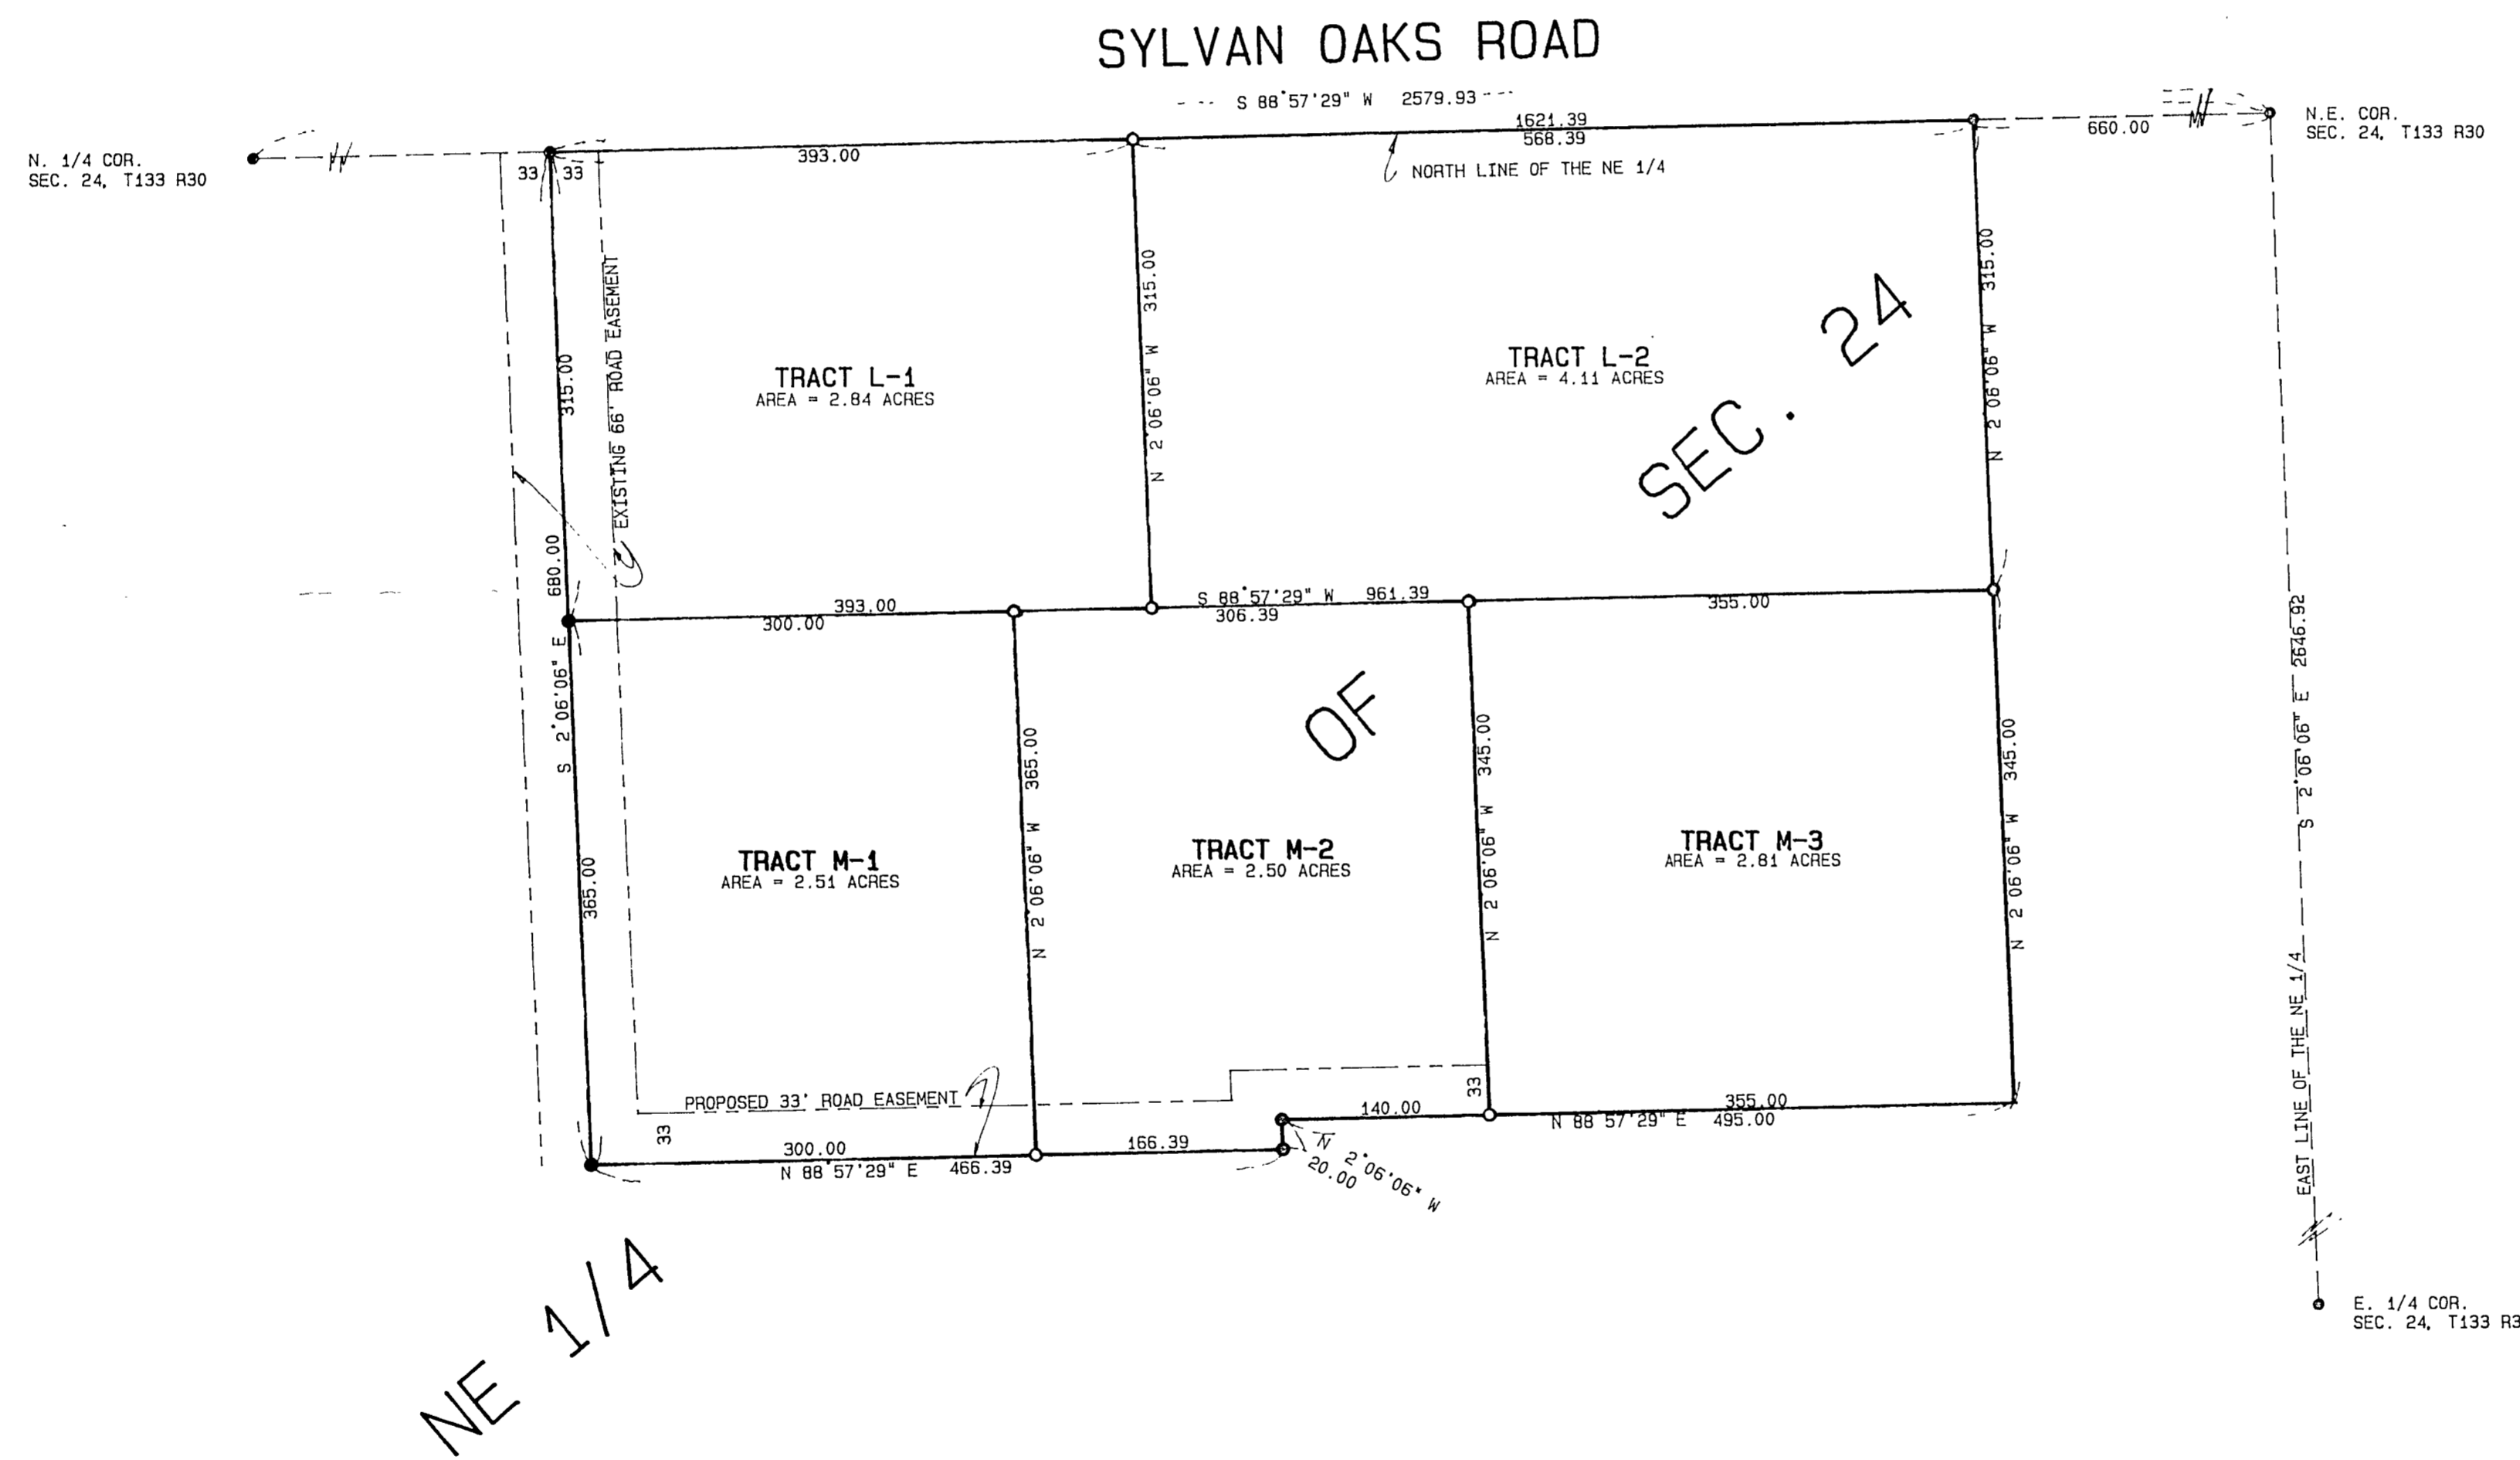 SYLVAN OAKS ROAD
S 88°57'29" W 2579.93
N. 1/4 COR.
SEC. 24, T133 R30
N.E. COR.
SEC. 24, T133 R30
1621.39
568.39
660.00
393.00
33 33
NORTH LINE OF THE NE 1/4
315.00
EXISTING 66' ROAD EASEMENT
N 2°06'06" W 315.00
N 2°06'06" W 315.00
TRACT L-1
AREA = 2.84 ACRES
TRACT L-2
AREA = 4.11 ACRES
SEC. 24
S 2°06'06" E 680.00
393.00
300.00
S 88°57'29" W 961.39
306.39
355.00
OF
365.00
N 2°06'06" W 365.00
N 2°06'06" W 345.00
N 2°06'06" W 345.00
S 2°06'06" E 2646.92
EAST LINE OF THE NE 1/4
TRACT M-1
AREA = 2.51 ACRES
TRACT M-2
AREA = 2.50 ACRES
TRACT M-3
AREA = 2.81 ACRES
PROPOSED 33' ROAD EASEMENT
33
33
300.00
N 88°57'29" E 466.39
166.39
140.00
355.00
N 88°57'29" E 495.00
N 2°06'06" W
20.00
NE 1/4
E. 1/4 COR.
SEC. 24, T133 R3